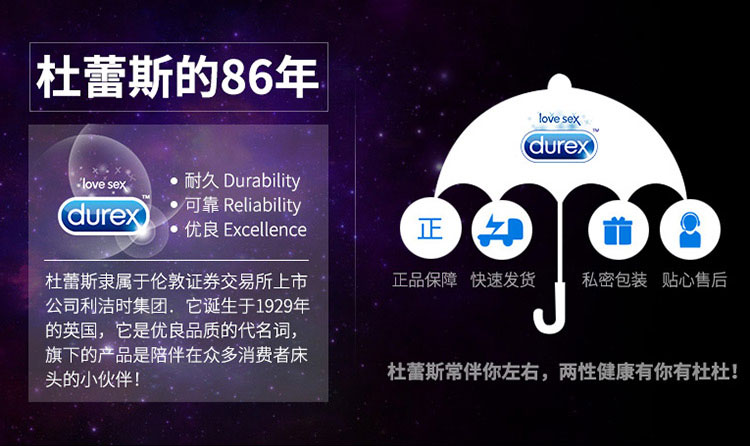 杜蕾斯的86年
love sex
durex™
• 耐久 Durability
• 可靠 Reliability
• 优良 Excellence
杜蕾斯隶属于伦敦证券交易所上市
公司利洁时集团．它诞生于1929年
的英国，它是优良品质的代名词，
旗下的产品是陪伴在众多消费者床
头的小伙伴！
love sex
durex™
正
正品保障 快速发货 私密包装 贴心售后
杜蕾斯常伴你左右，两性健康有你有杜杜！